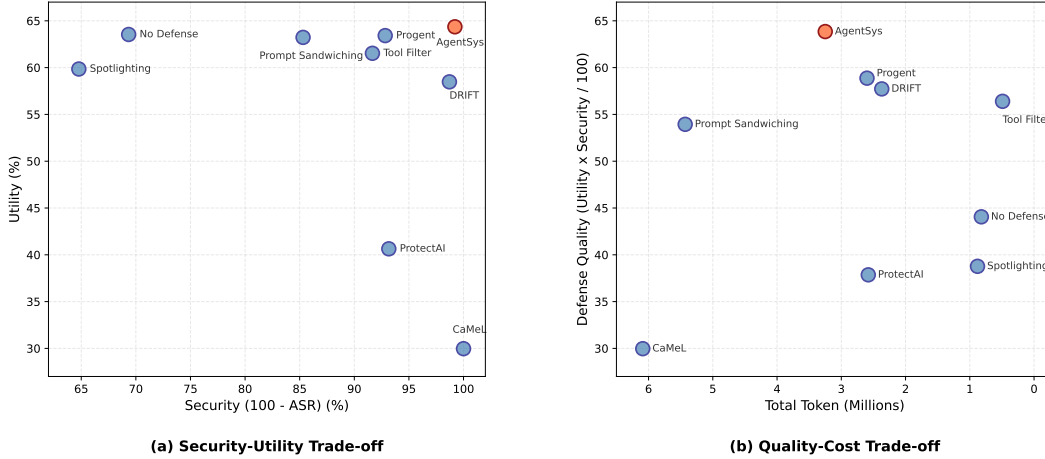 65
60
55
50
45
40
35
30
Utility (%)
No Defense
Spotlighting
Prompt Sandwiching
Progent
Tool Filter
AgentSys
DRIFT
ProtectAI
CaMeL
65 70 75 80 85 90 95 100
Security (100 - ASR) (%)
(a) Security-Utility Trade-off
65
60
55
50
45
40
35
30
Defense Quality (Utility x Security / 100)
AgentSys
Progent
DRIFT
Tool Filte
Prompt Sandwiching
No Defense
Spotlighting
ProtectAI
CaMeL
6 5 4 3 2 1 0
Total Token (Millions)
(b) Quality-Cost Trade-off